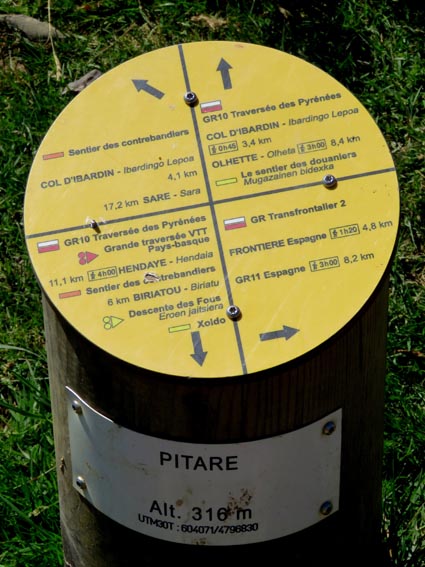 Sentier des contrebandiers
COL D'IBARDIN - Ibardingo Lepoa
4,1 km
17,2 km SARE - Sara
GR10 Traversée des Pyrénées
COL D'IBARDIN - Ibardingo Lepoa
0h45 3,4 km
OLHETTE - Olheta 3h00 8,4 km
Le sentier des douaniers
Mugazainen bidexka
GR10 Traversée des Pyrénées
Grande traversée VTT
Pays-basque
11,1 km 4h00 HENDAYE - Hendaia
Sentier des contrebandiers
6 km BIRIATOU - Biriatu
Descente des Fous
Eroen jaitsiera
Xoldo
GR Transfrontalier 2
FRONTIERE Espagne 1h20 4,8 km
GR11 Espagne 3h00 8,2 km
PITARE
Alt. 316 m
UTM30T : 604071/4796830